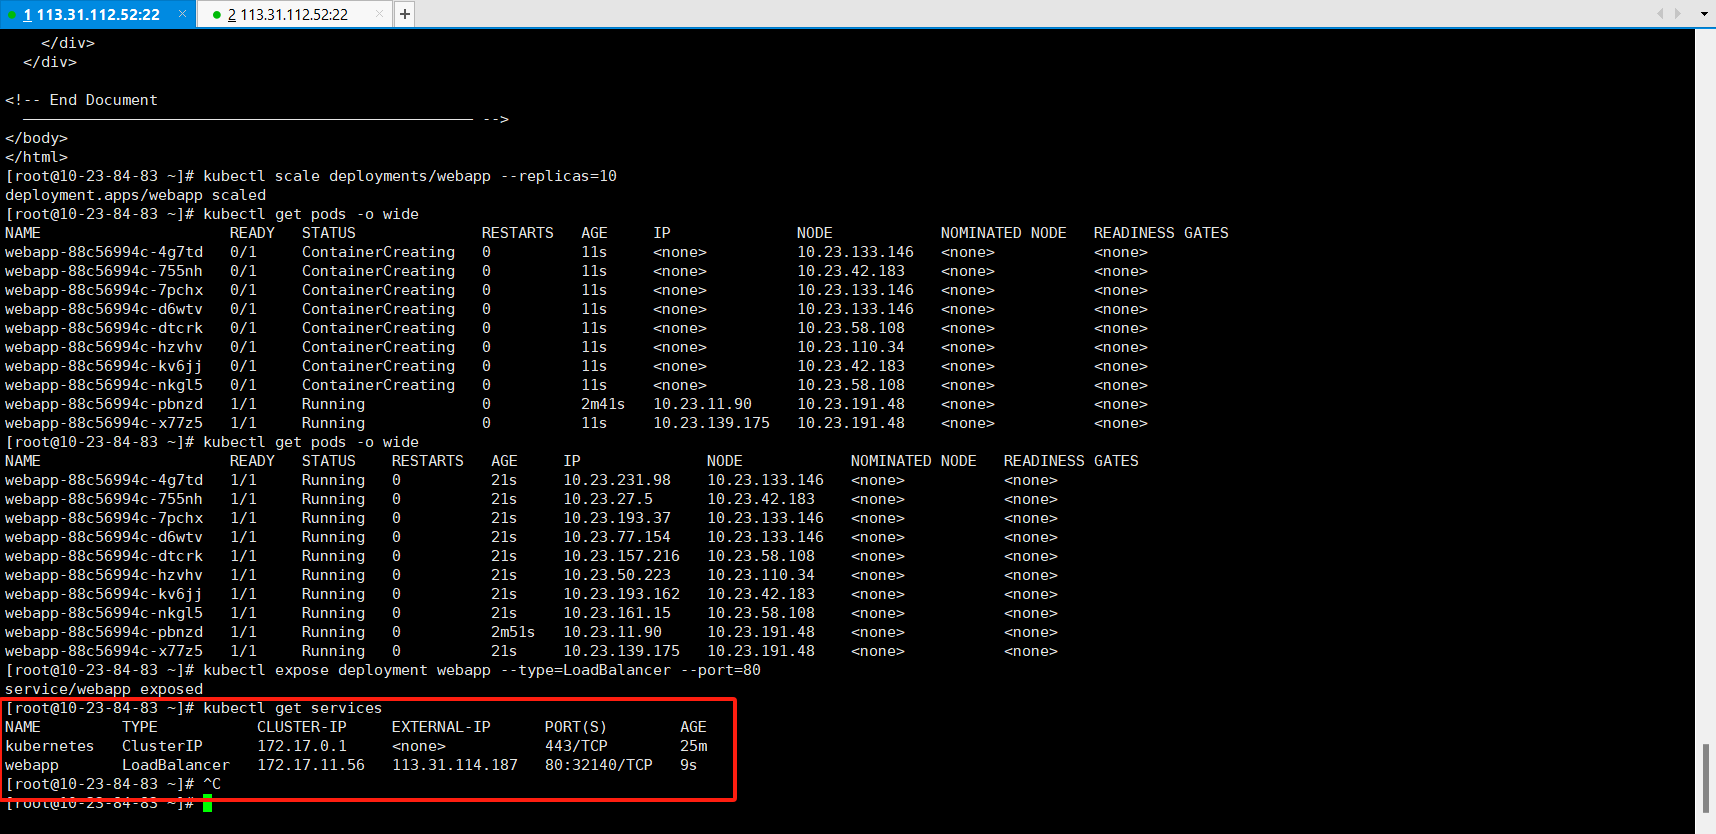 1 113.31.112.52:22 × 2 113.31.112.52:22 × +
</div>
</div>
<!-- End Document
–––––––––––––––––––––––––––––––––––––––––––––––––– -->
</body>
</html>
[root@10-23-84-83 ~]# kubectl scale deployments/webapp --replicas=10
deployment.apps/webapp scaled
[root@10-23-84-83 ~]# kubectl get pods -o wide
NAME READY STATUS RESTARTS AGE IP NODE NOMINATED NODE READINESS GATES
webapp-88c56994c-4g7td 0/1 ContainerCreating 0 11s <none> 10.23.133.146 <none> <none>
webapp-88c56994c-755nh 0/1 ContainerCreating 0 11s <none> 10.23.42.183 <none> <none>
webapp-88c56994c-7pchx 0/1 ContainerCreating 0 11s <none> 10.23.133.146 <none> <none>
webapp-88c56994c-d6wtv 0/1 ContainerCreating 0 11s <none> 10.23.133.146 <none> <none>
webapp-88c56994c-dtcrk 0/1 ContainerCreating 0 11s <none> 10.23.58.108 <none> <none>
webapp-88c56994c-hzvhv 0/1 ContainerCreating 0 11s <none> 10.23.110.34 <none> <none>
webapp-88c56994c-kv6jj 0/1 ContainerCreating 0 11s <none> 10.23.42.183 <none> <none>
webapp-88c56994c-nkgl5 0/1 ContainerCreating 0 11s <none> 10.23.58.108 <none> <none>
webapp-88c56994c-pbnzd 1/1 Running 0 2m41s 10.23.11.90 10.23.191.48 <none> <none>
webapp-88c56994c-x77z5 1/1 Running 0 11s 10.23.139.175 10.23.191.48 <none> <none>
[root@10-23-84-83 ~]# kubectl get pods -o wide
NAME READY STATUS RESTARTS AGE IP NODE NOMINATED NODE READINESS GATES
webapp-88c56994c-4g7td 1/1 Running 0 21s 10.23.231.98 10.23.133.146 <none> <none>
webapp-88c56994c-755nh 1/1 Running 0 21s 10.23.27.5 10.23.42.183 <none> <none>
webapp-88c56994c-7pchx 1/1 Running 0 21s 10.23.193.37 10.23.133.146 <none> <none>
webapp-88c56994c-d6wtv 1/1 Running 0 21s 10.23.77.154 10.23.133.146 <none> <none>
webapp-88c56994c-dtcrk 1/1 Running 0 21s 10.23.157.216 10.23.58.108 <none> <none>
webapp-88c56994c-hzvhv 1/1 Running 0 21s 10.23.50.223 10.23.110.34 <none> <none>
webapp-88c56994c-kv6jj 1/1 Running 0 21s 10.23.193.162 10.23.42.183 <none> <none>
webapp-88c56994c-nkgl5 1/1 Running 0 21s 10.23.161.15 10.23.58.108 <none> <none>
webapp-88c56994c-pbnzd 1/1 Running 0 2m51s 10.23.11.90 10.23.191.48 <none> <none>
webapp-88c56994c-x77z5 1/1 Running 0 21s 10.23.139.175 10.23.191.48 <none> <none>
[root@10-23-84-83 ~]# kubectl expose deployment webapp --type=LoadBalancer --port=80
service/webapp exposed
[root@10-23-84-83 ~]# kubectl get services
NAME TYPE CLUSTER-IP EXTERNAL-IP PORT(S) AGE
kubernetes ClusterIP 172.17.0.1 <none> 443/TCP 25m
webapp LoadBalancer 172.17.11.56 113.31.114.187 80:32140/TCP 9s
[root@10-23-84-83 ~]# ^C
[root@10-23-84-83 ~]#